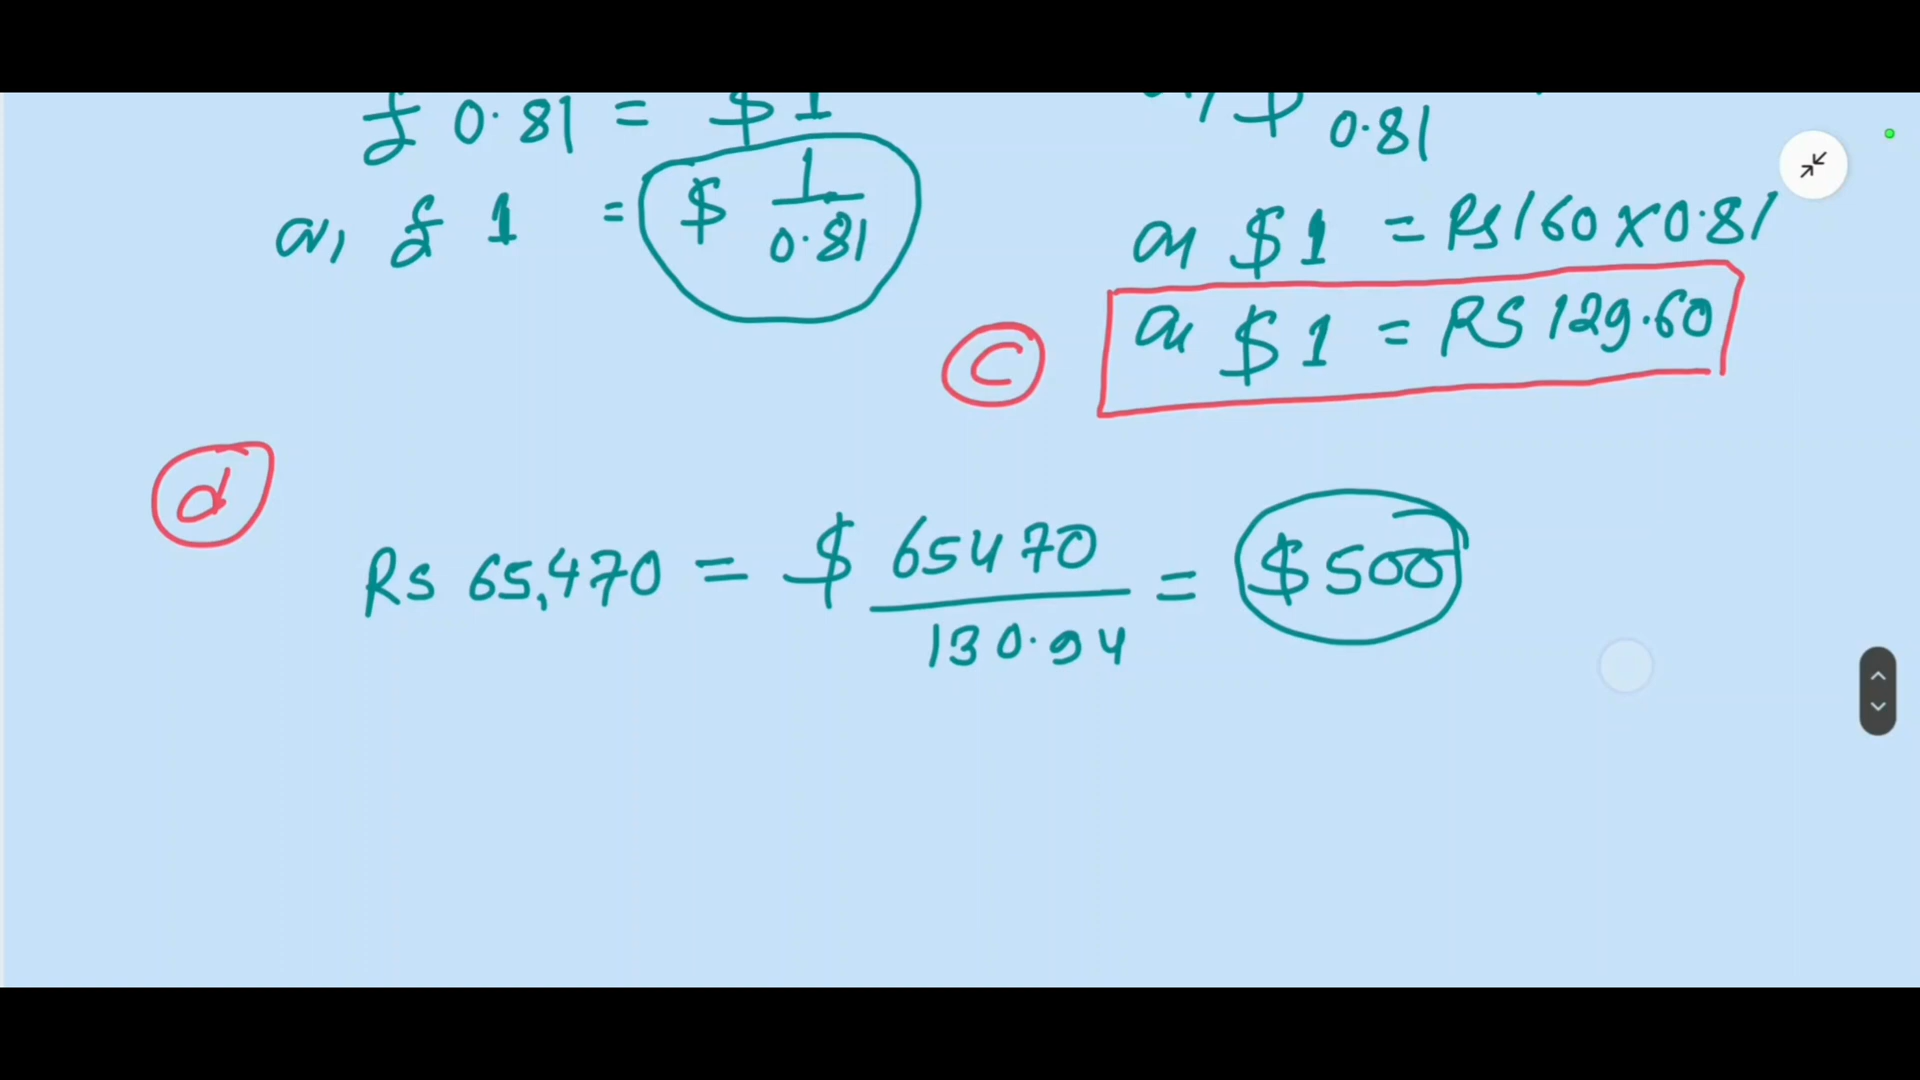 £ 0.81 = $ 1
or, £ 1 = $ 1/0.81
0.81
or $ 1 = Rs 160 x 0.81
c or $ 1 = Rs 129.60
d
Rs 65,470 = $ 65470/130.94 = $ 500